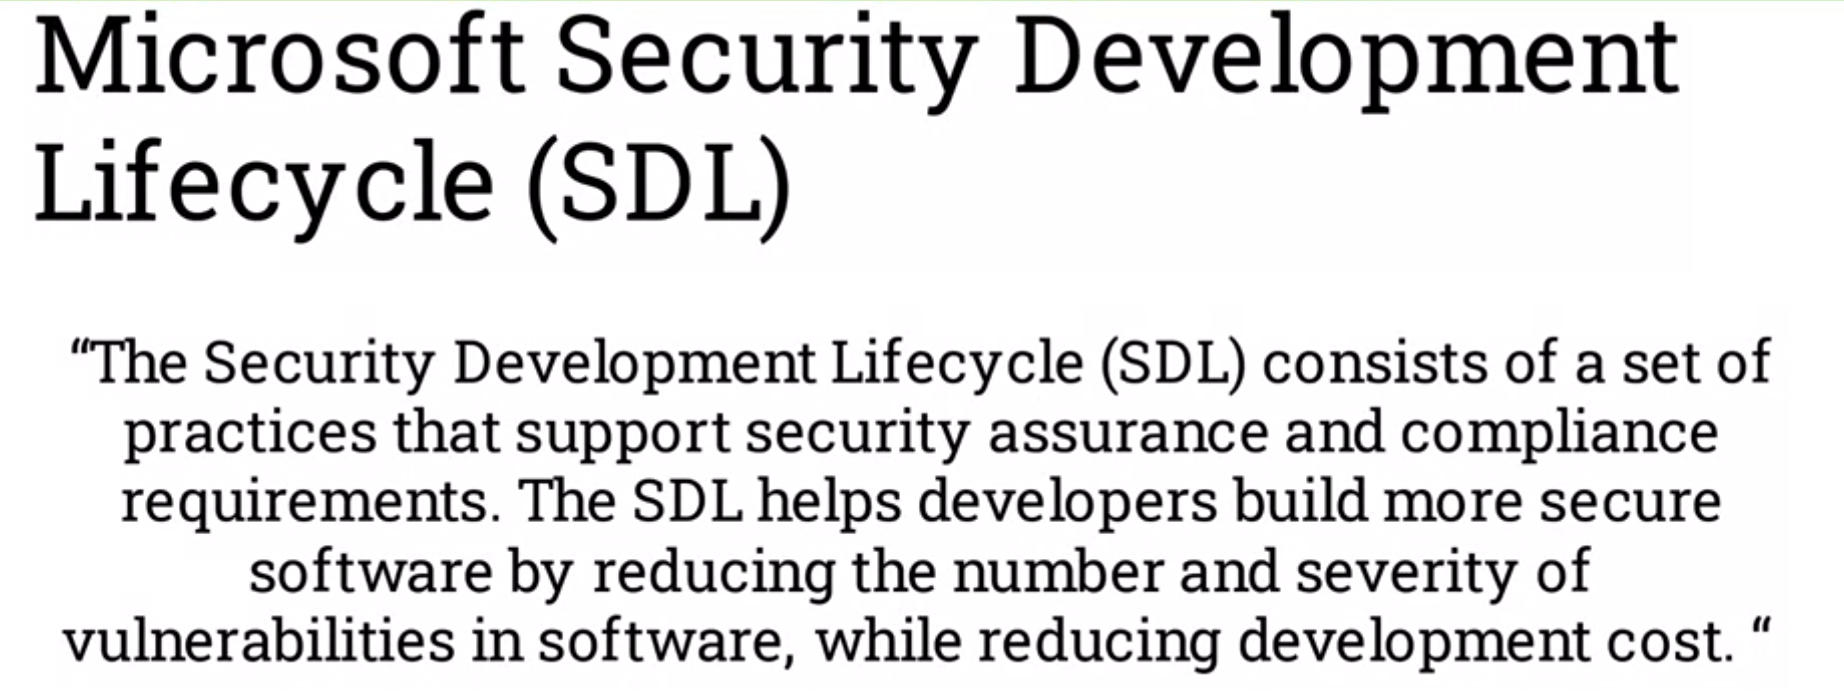 Microsoft Security Development
Lifecycle (SDL)
“The Security Development Lifecycle (SDL) consists of a set of
practices that support security assurance and compliance
requirements. The SDL helps developers build more secure
software by reducing the number and severity of
vulnerabilities in software, while reducing development cost. “